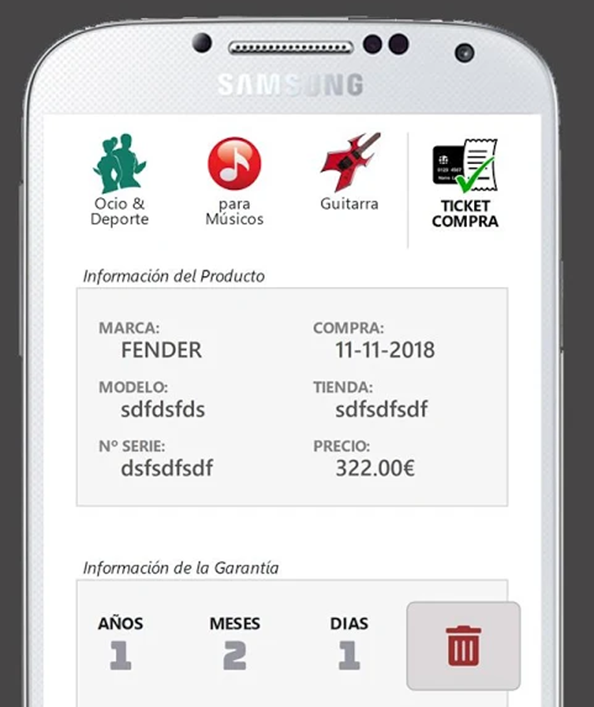 SAMSUNG
Ocio &
Deporte
para
Músicos
Guitarra
TICKET
COMPRA
Información del Producto
MARCA:
FENDER
COMPRA:
11-11-2018
MODELO:
sdfdsfds
TIENDA:
sdfsdfsdf
Nº SERIE:
dsfsdfsdf
PRECIO:
322.00€
Información de la Garantía
AÑOS
1
MESES
2
DIAS
1